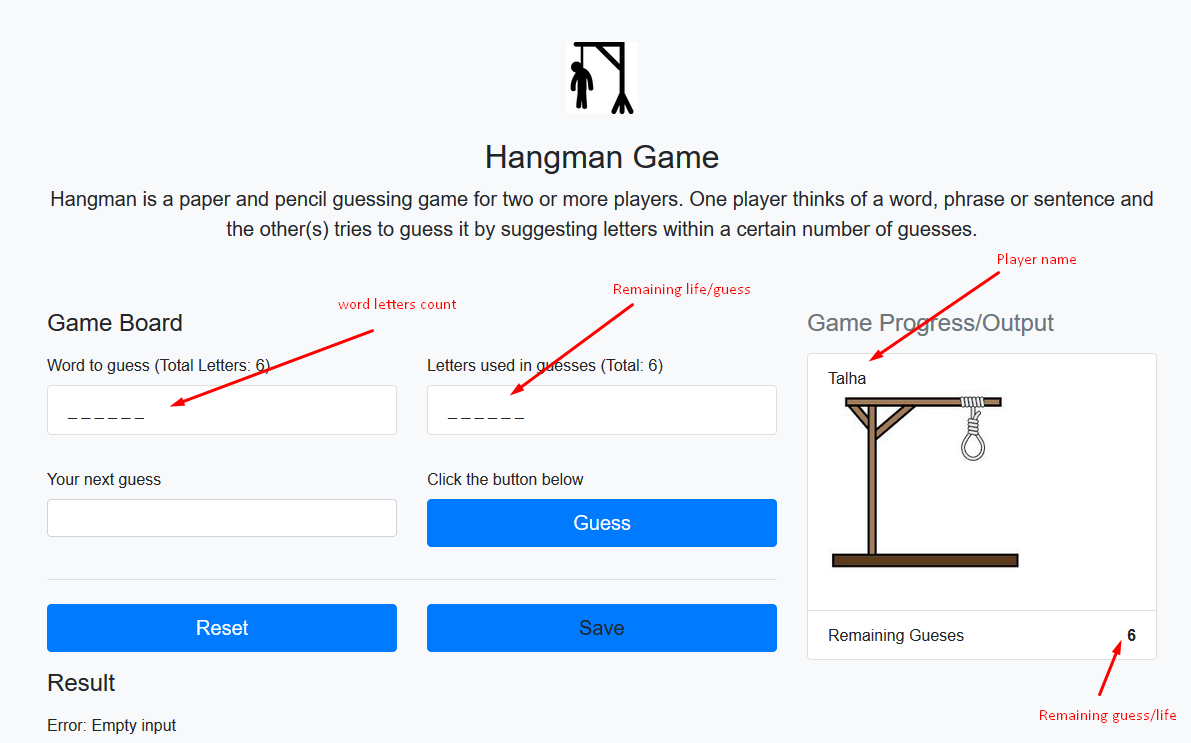 Hangman Game
Hangman is a paper and pencil guessing game for two or more players. One player thinks of a word, phrase or sentence and
the other(s) tries to guess it by suggesting letters within a certain number of guesses.
Player name
Remaining life/guess
word letters count
Game Board
Game Progress/Output
Word to guess (Total Letters: 6)
Letters used in guesses (Total: 6)
Talha
_ _ _ _ _ _
_ _ _ _ _ _
Your next guess
Click the button below
Guess
Reset
Save
Remaining Gueses
6
Result
Remaining guess/life
Error: Empty input